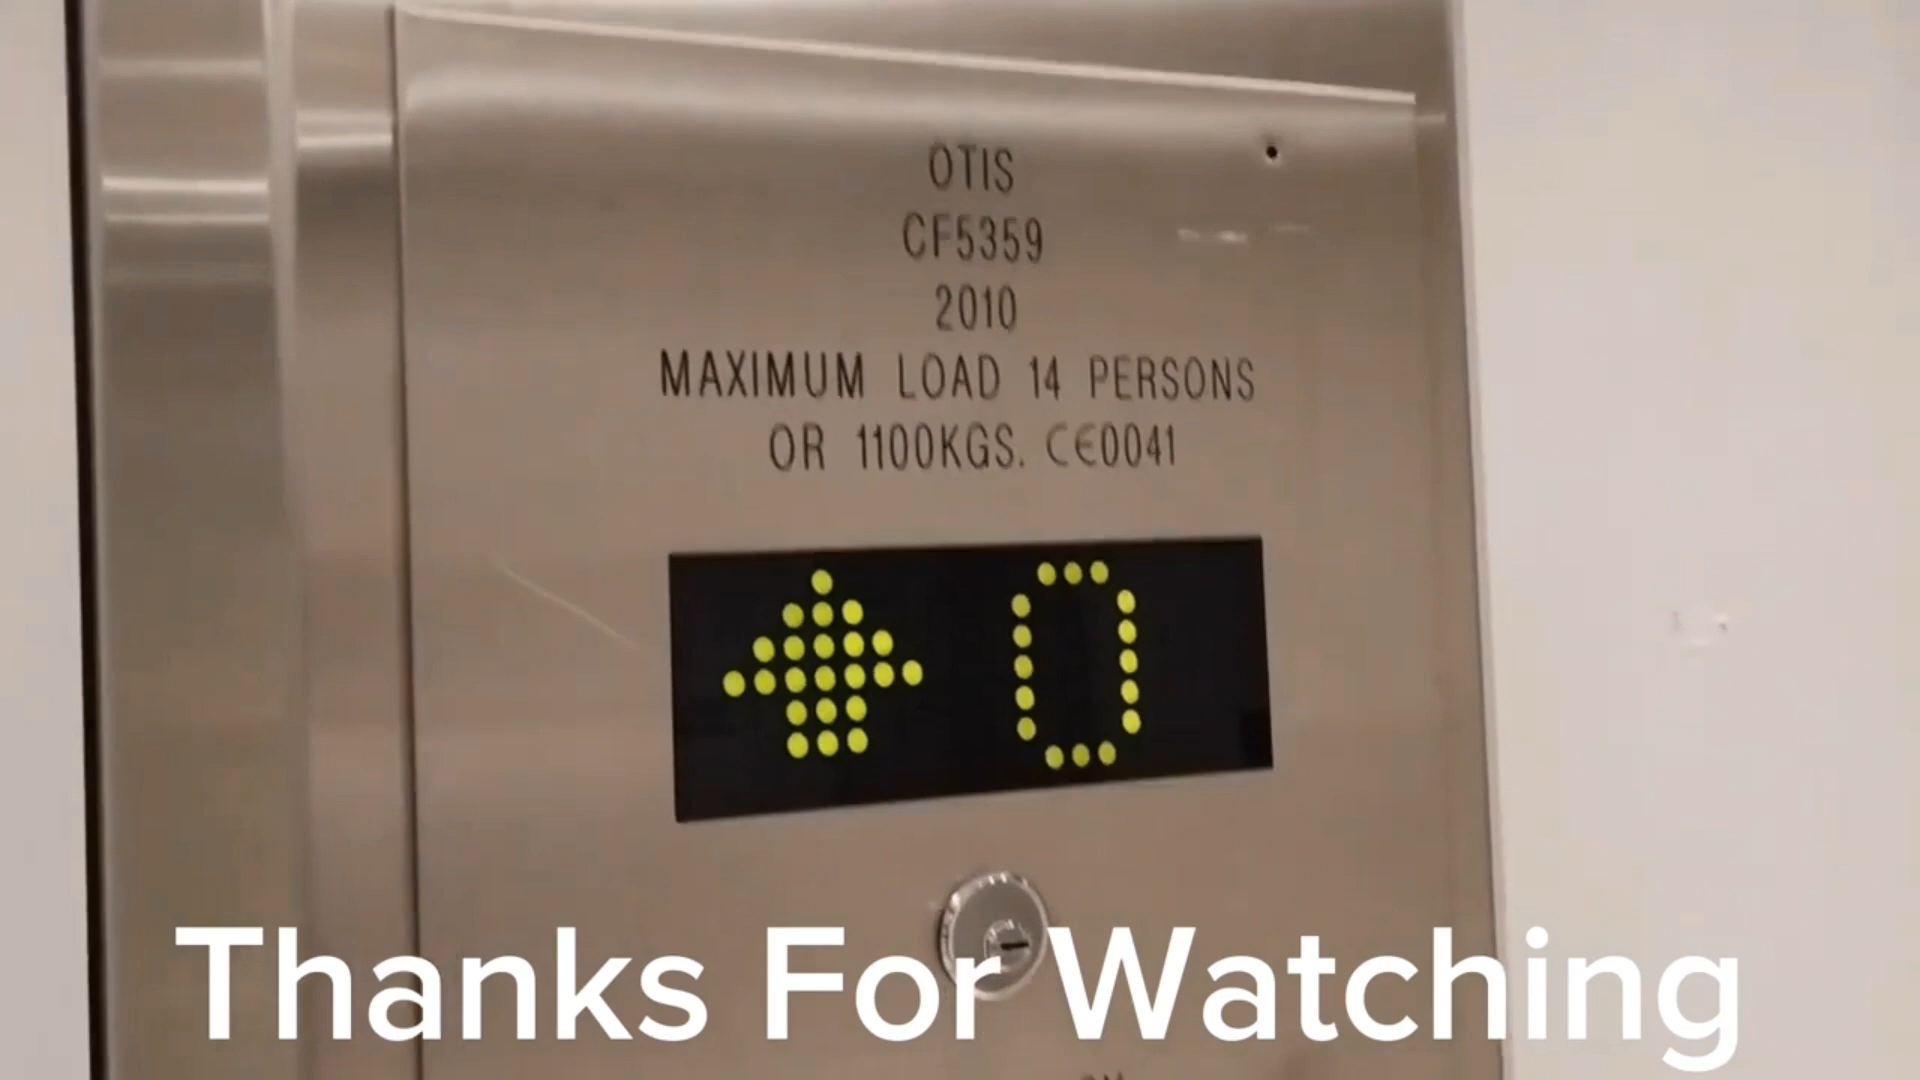 OTIS
CF5359
2010
MAXIMUM LOAD 14 PERSONS
OR 1100KGS. CE0041
0
Thanks For Watching